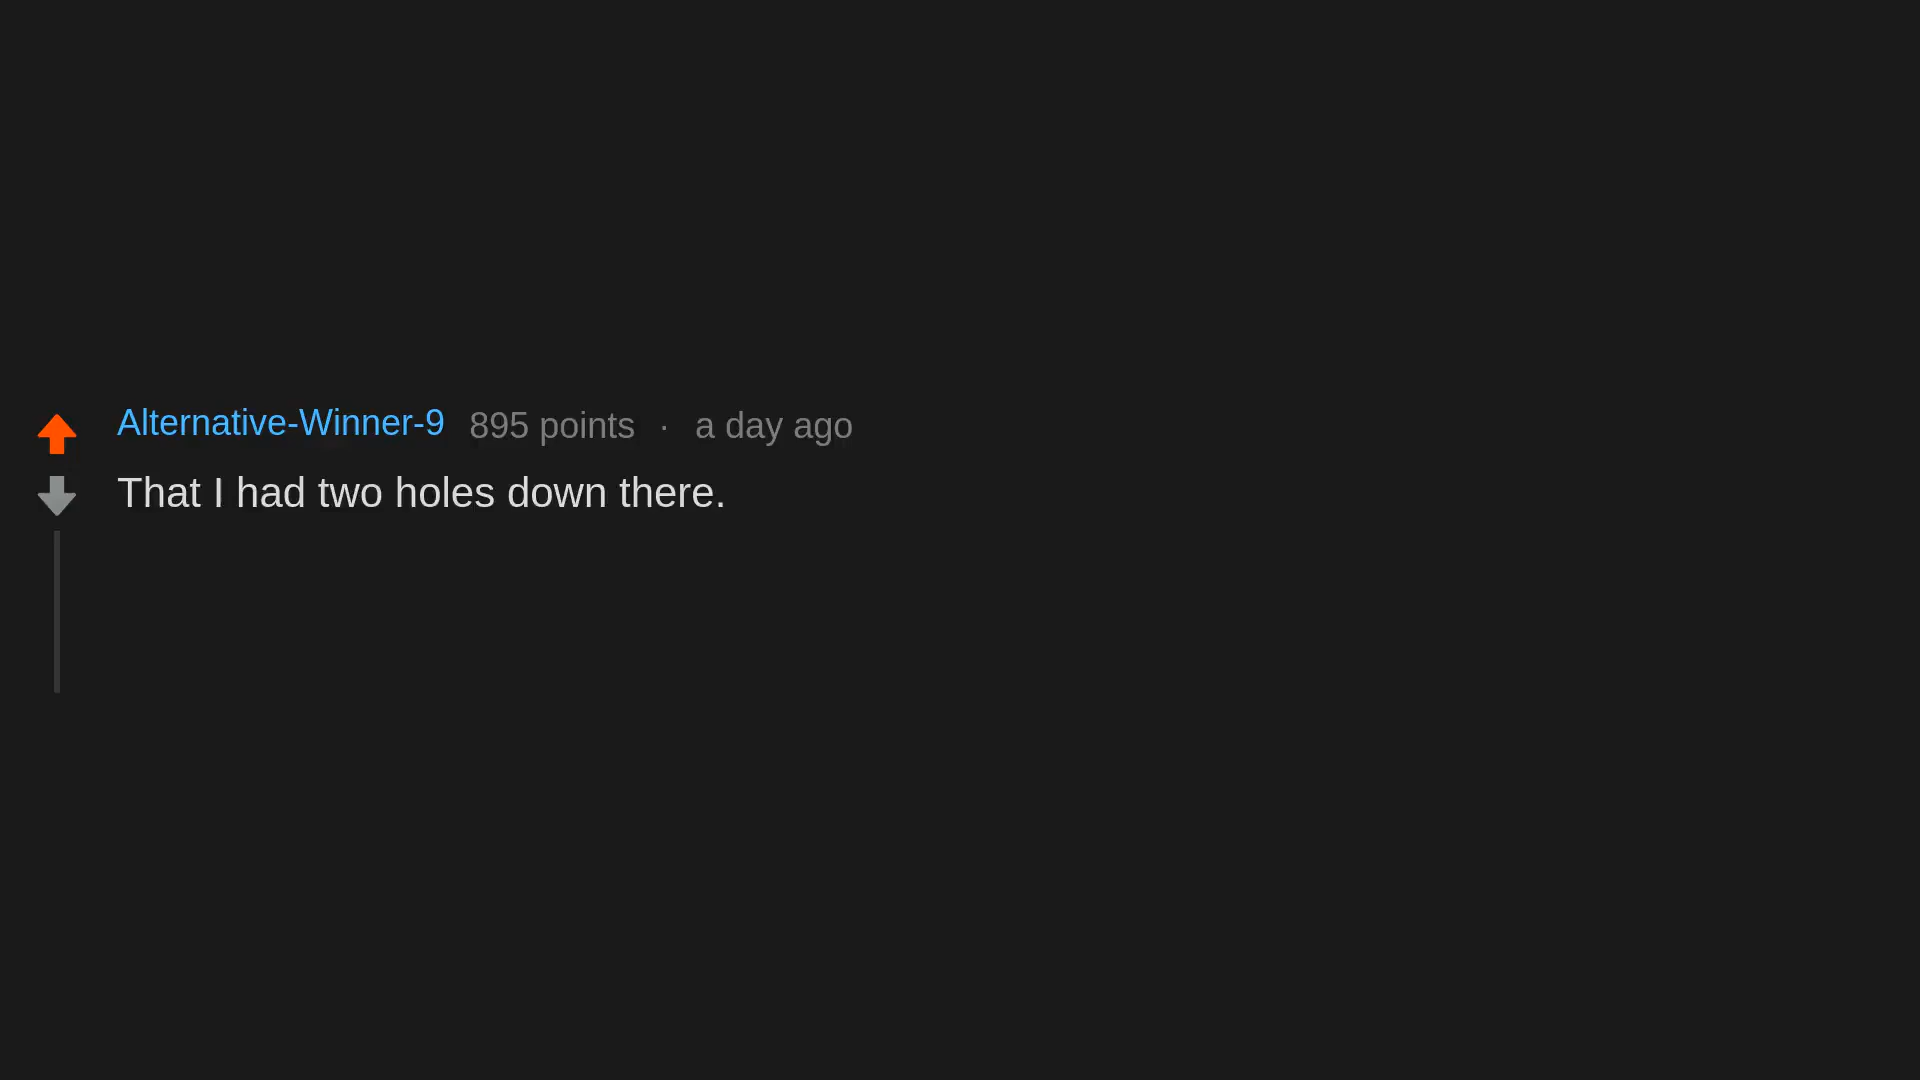 Alternative-Winner-9 895 points · a day ago
That I had two holes down there.